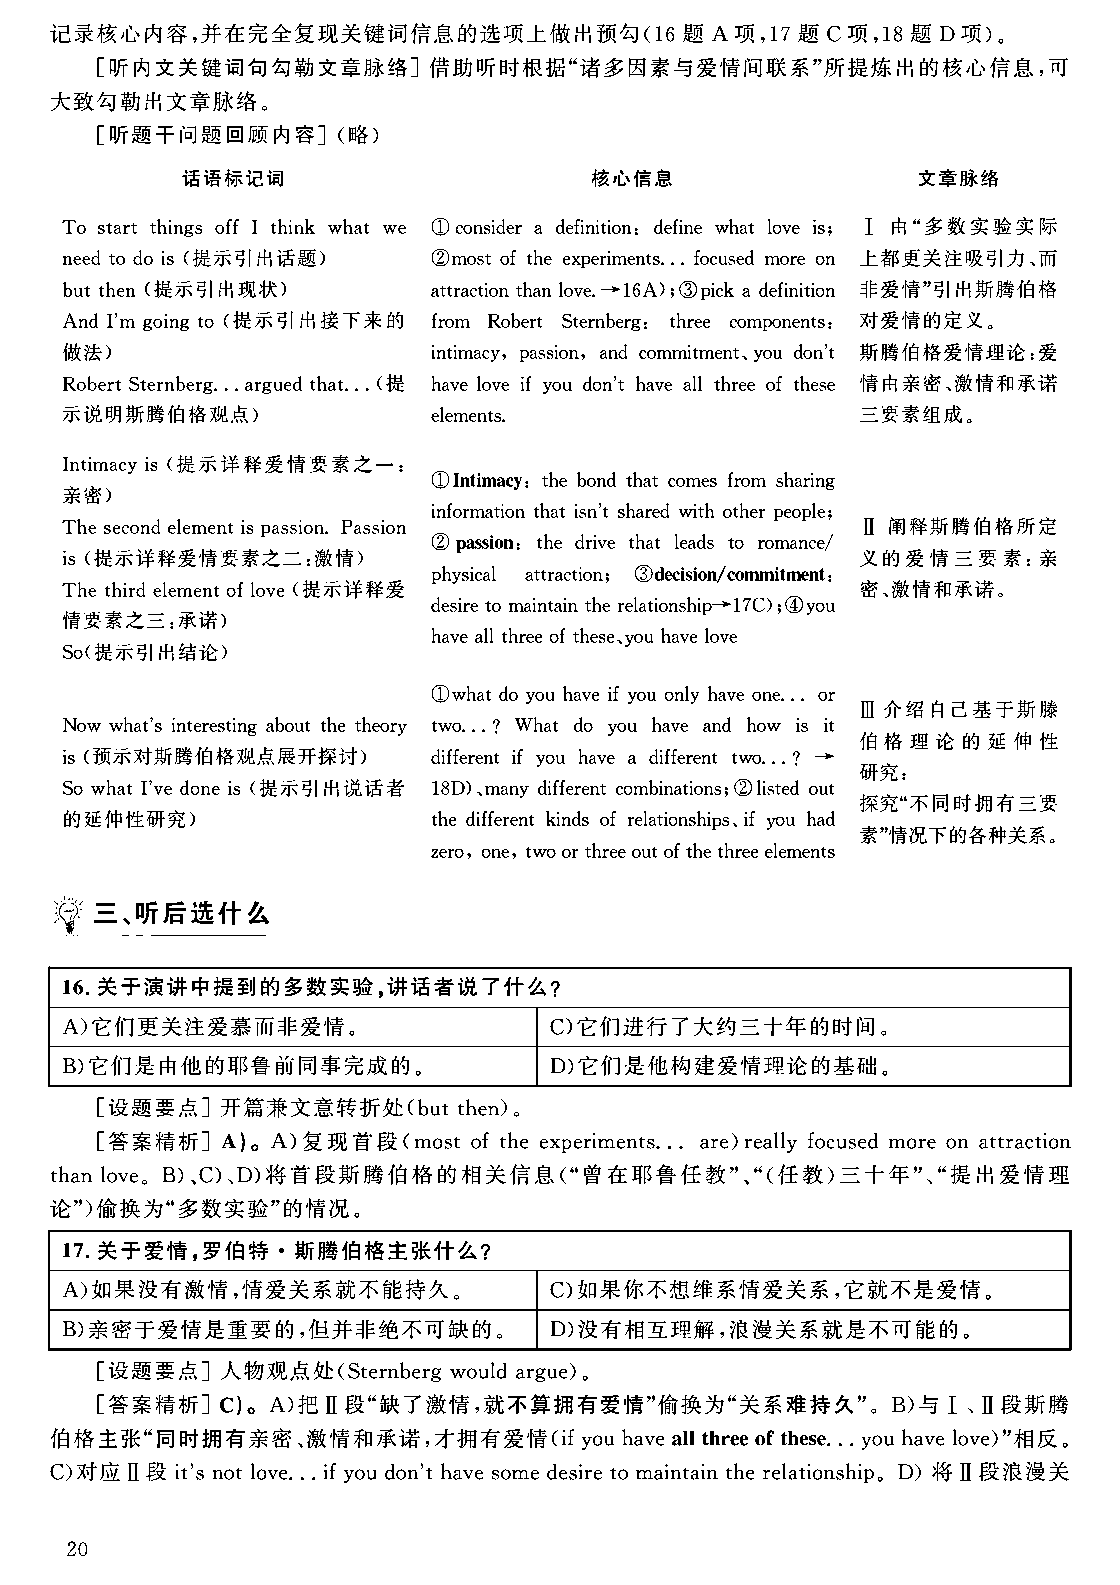 记录核心内容,并在完全复现关键词信息的选项上做出预勾(16 题 A 项,17 题 C 项,18 题 D 项)。
[听内文关键词句勾勒文章脉络] 借助听时根据“诸多因素与爱情间联系”所提炼出的核心信息,可
大致勾勒出文章脉络。
[听题干问题回顾内容] (略)
话语标记词
核心信息
文章脉络
To start things off I think what we
need to do is (提示引出话题)
but then (提示引出现状)
And I'm going to (提示引出接下来的
做法)
Robert Sternberg... argued that... (提
示说明斯腾伯格观点)
①consider a definition: define what love is;
②most of the experiments... focused more on
attraction than love. →16A);③pick a definition
from Robert Sternberg: three components:
intimacy, passion, and commitment、you don't
have love if you don't have all three of these
elements.
Ⅰ 由“多数实验实际
上都更关注吸引力、而
非爱情”引出斯腾伯格
对爱情的定义。
斯腾伯格爱情理论:爱
情由亲密、激情和承诺
三要素组成。
Intimacy is (提示详释爱情要素之一:
亲密)
The second element is passion. Passion
is (提示详释爱情要素之二:激情)
The third element of love (提示详释爱
情要素之三:承诺)
So(提示引出结论)
①Intimacy: the bond that comes from sharing
information that isn't shared with other people;
② passion: the drive that leads to romance/
physical attraction; ③decision/commitment:
desire to maintain the relationship→17C);④you
have all three of these、you have love
Ⅱ 阐释斯腾伯格所定
义的爱情三要素:亲
密、激情和承诺。
Now what's interesting about the theory
is (预示对斯腾伯格观点展开探讨)
So what I've done is (提示引出说话者
的延伸性研究)
①what do you have if you only have one... or
two...? What do you have and how is it
different if you have a different two...? →
18D)、many different combinations;②listed out
the different kinds of relationships、if you had
zero, one, two or three out of the three elements
Ⅲ 介绍自己基于斯滕
伯格理论的延伸性
研究:
探究“不同时拥有三要
素”情况下的各种关系。
三、听后选什么
16. 关于演讲中提到的多数实验,讲话者说了什么?
A)它们更关注爱慕而非爱情。
C)它们进行了大约三十年的时间。
B)它们是由他的耶鲁前同事完成的。
D)它们是他构建爱情理论的基础。
[设题要点] 开篇兼文意转折处(but then)。
[答案精析] A)。A)复现首段(most of the experiments... are) really focused more on attraction
than love。B)、C)、D)将首段斯腾伯格的相关信息(“曾在耶鲁任教”、“(任教)三十年”、“提出爱情理
论”)偷换为“多数实验”的情况。
17. 关于爱情,罗伯特·斯腾伯格主张什么?
A)如果没有激情,情爱关系就不能持久。
C)如果你不想维系情爱关系,它就不是爱情。
B)亲密于爱情是重要的,但并非绝不可缺的。
D)没有相互理解,浪漫关系就是不可能的。
[设题要点] 人物观点处(Sternberg would argue)。
[答案精析] C)。A)把Ⅱ段“缺了激情,就不算拥有爱情”偷换为“关系难持久”。B)与Ⅰ、Ⅱ段斯腾
伯格主张“同时拥有亲密、激情和承诺,才拥有爱情(if you have all three of these... you have love)”相反。
C)对应Ⅱ段 it's not love... if you don't have some desire to maintain the relationship。D) 将Ⅱ段浪漫关
20